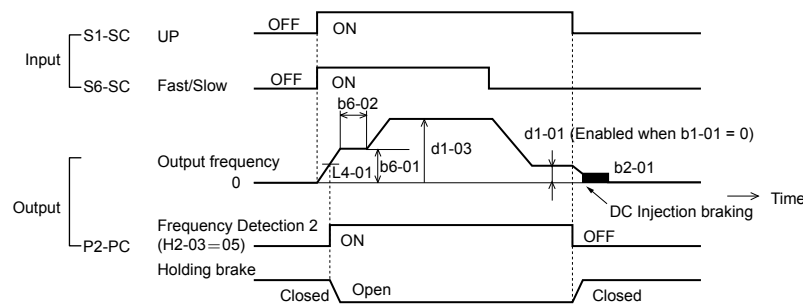 S1-SC UP OFF ON
Input
S6-SC Fast/Slow OFF ON
b6-02
d1-01 (Enabled when b1-01 = 0)
d1-03
Output frequency
L4-01
b6-01
b2-01
0
Time
Output
DC Injection braking
Frequency Detection 2
(H2-03=05)
P2-PC
ON
OFF
Holding brake
Closed
Open
Closed